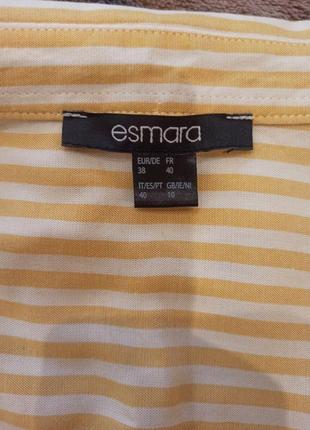 esmara
EUR/DE FR
38 40
IT/ES/PT GB/IE/NI
40 10